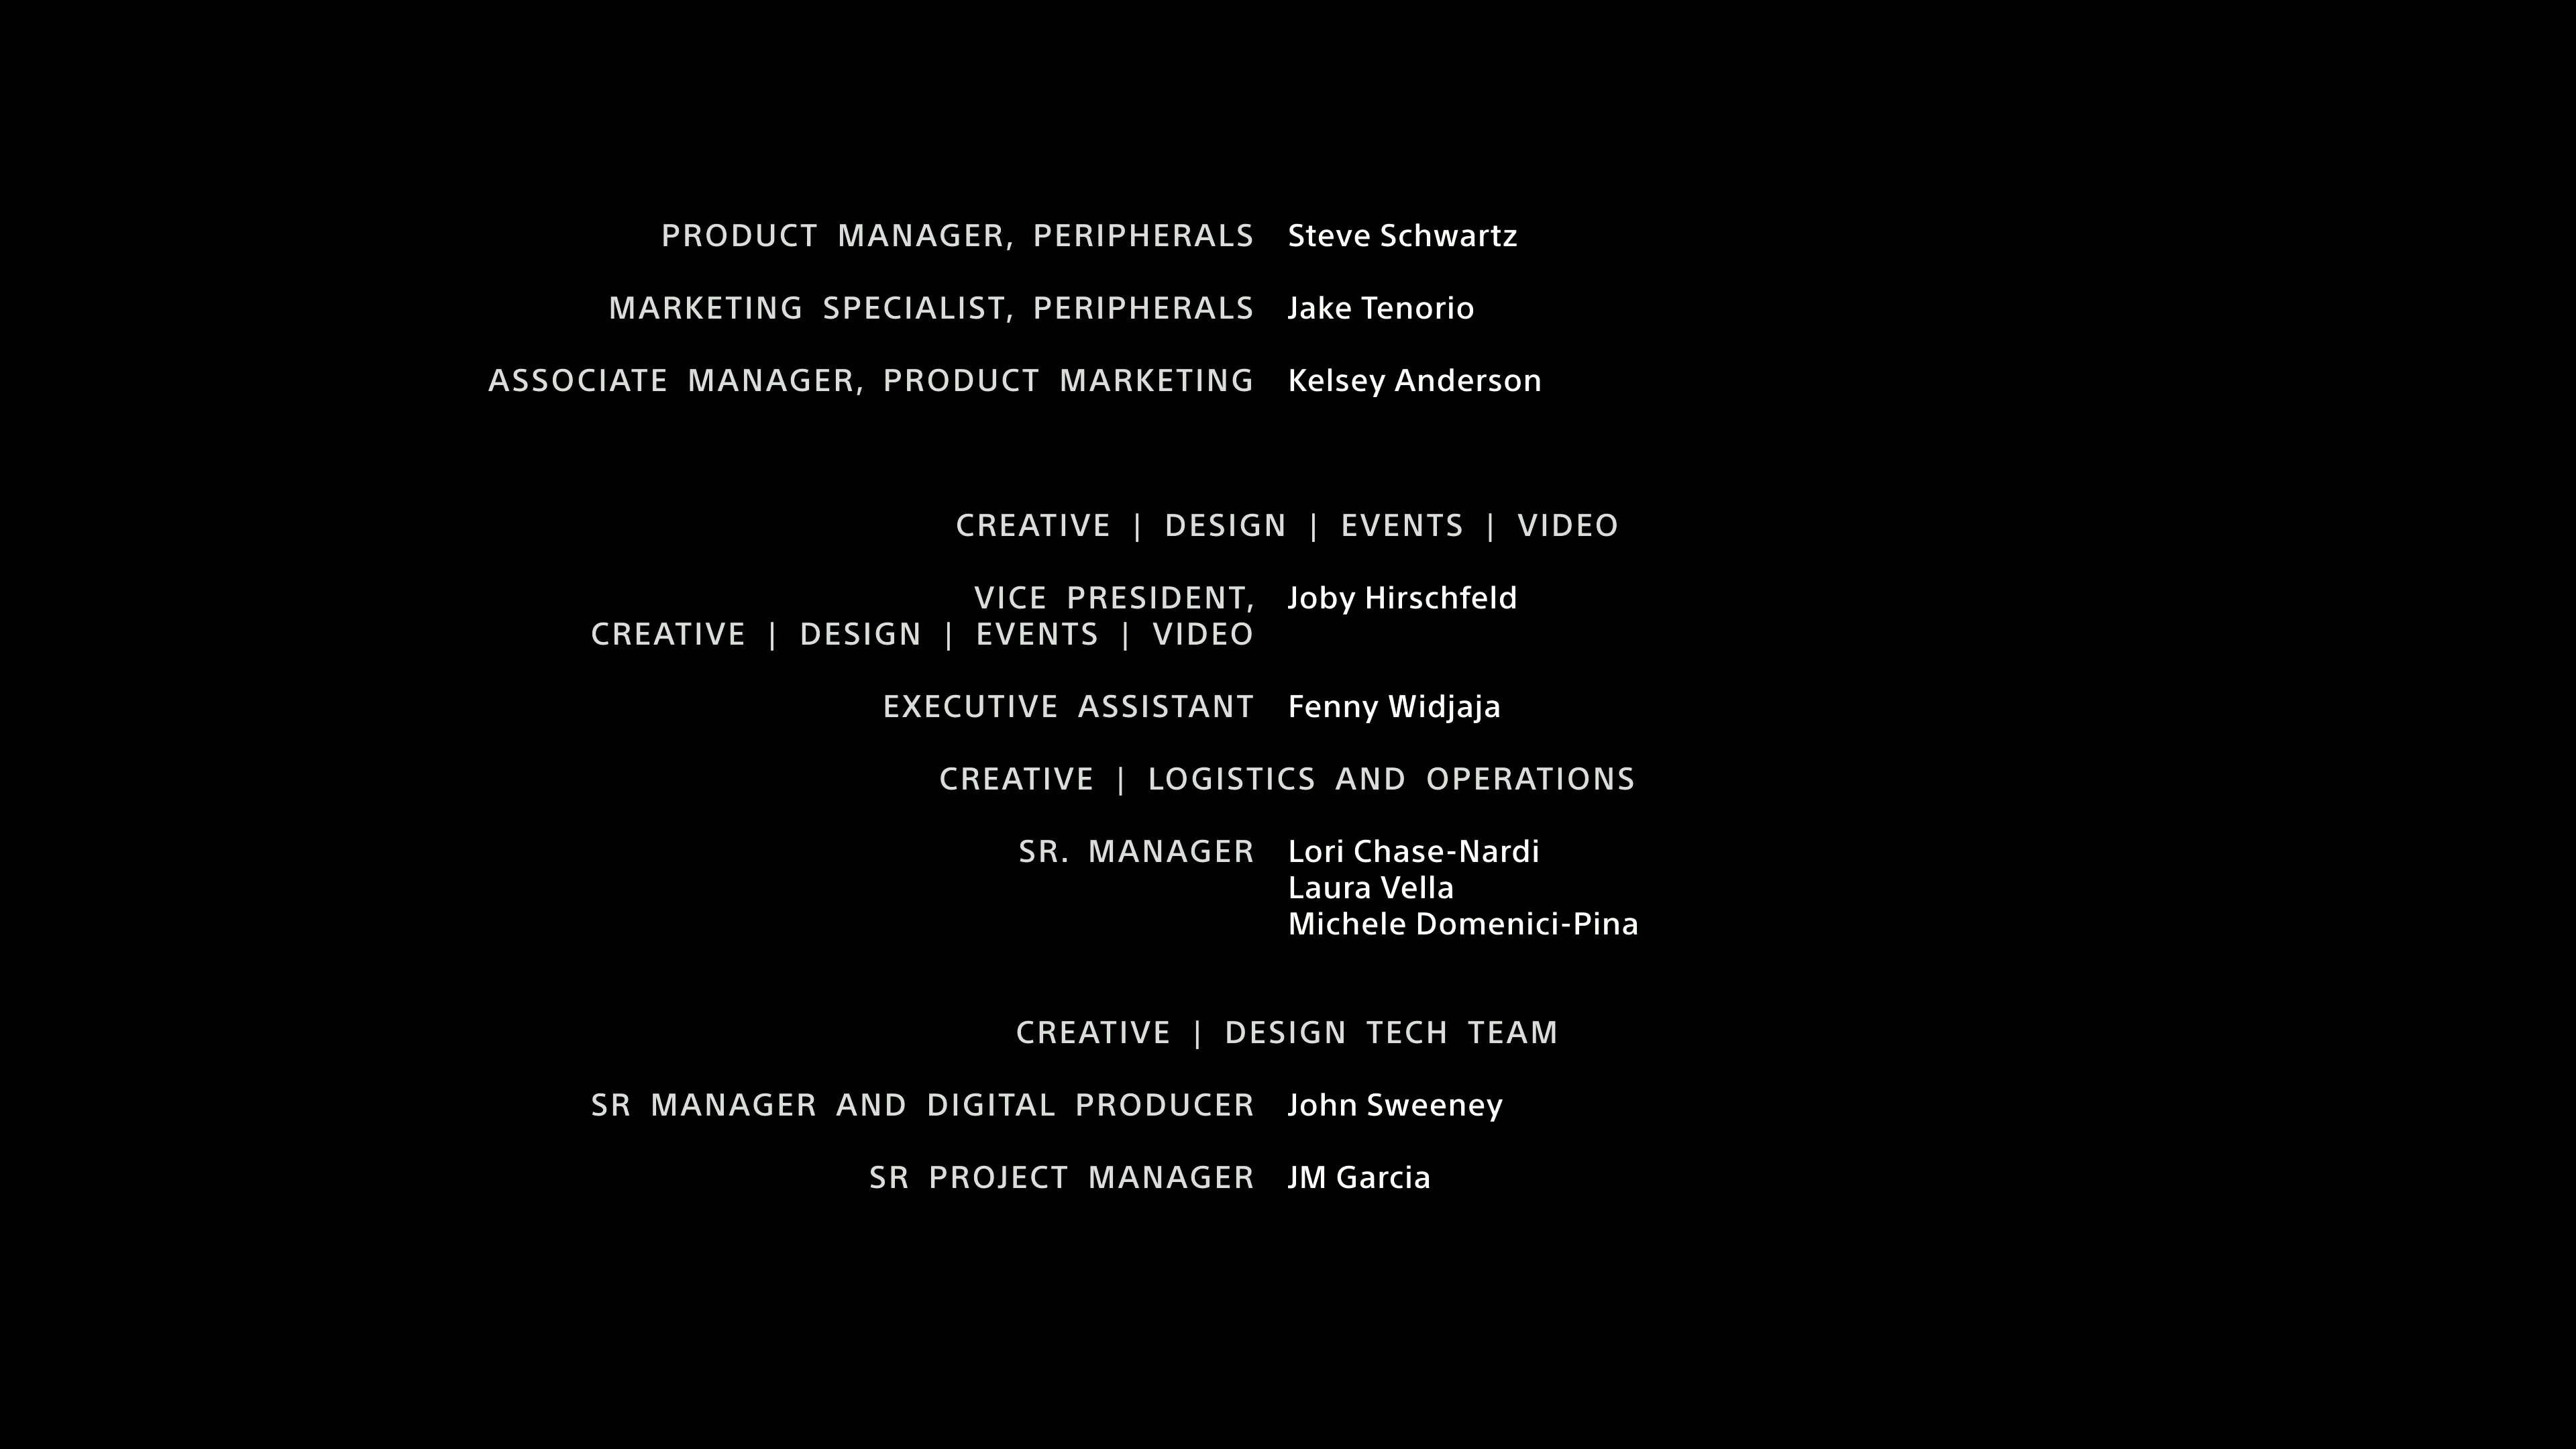 PRODUCT MANAGER, PERIPHERALS Steve Schwartz
MARKETING SPECIALIST, PERIPHERALS Jake Tenorio
ASSOCIATE MANAGER, PRODUCT MARKETING Kelsey Anderson
CREATIVE | DESIGN | EVENTS | VIDEO
VICE PRESIDENT, Joby Hirschfeld
CREATIVE | DESIGN | EVENTS | VIDEO
EXECUTIVE ASSISTANT Fenny Widjaja
CREATIVE | LOGISTICS AND OPERATIONS
SR. MANAGER Lori Chase-Nardi
Laura Vella
Michele Domenici-Pina
CREATIVE | DESIGN TECH TEAM
SR MANAGER AND DIGITAL PRODUCER John Sweeney
SR PROJECT MANAGER JM Garcia